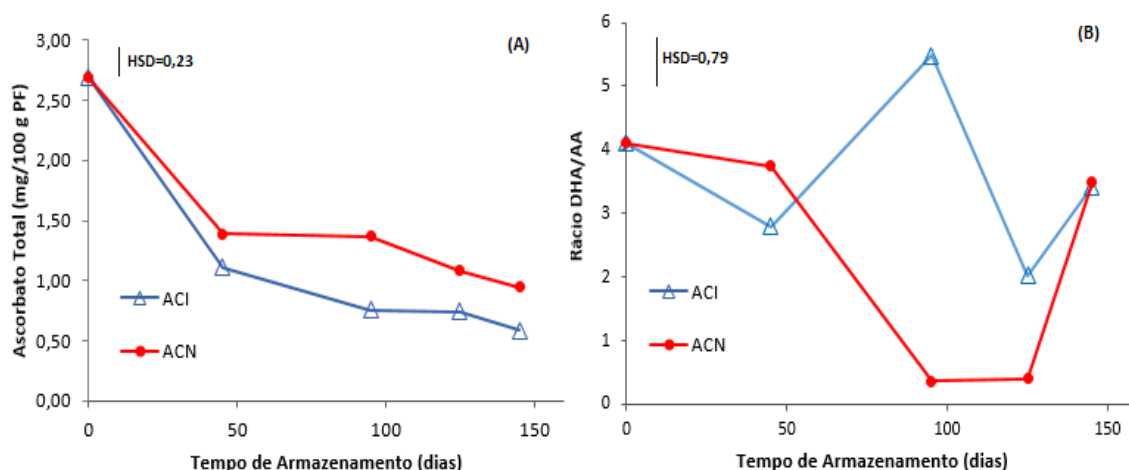 3,00
2,50
2,00
1,50
1,00
0,50
0,00
Ascorbato Total (mg/100 g PF)
HSD=0,23
(A)
ACI
ACN
0
50
100
150
Tempo de Armazenamento (dias)
6
5
4
3
2
1
0
Rácio DHA/AA
HSD=0,79
(B)
ACI
ACN
0
50
100
150
Tempo de Armazenamento (dias)